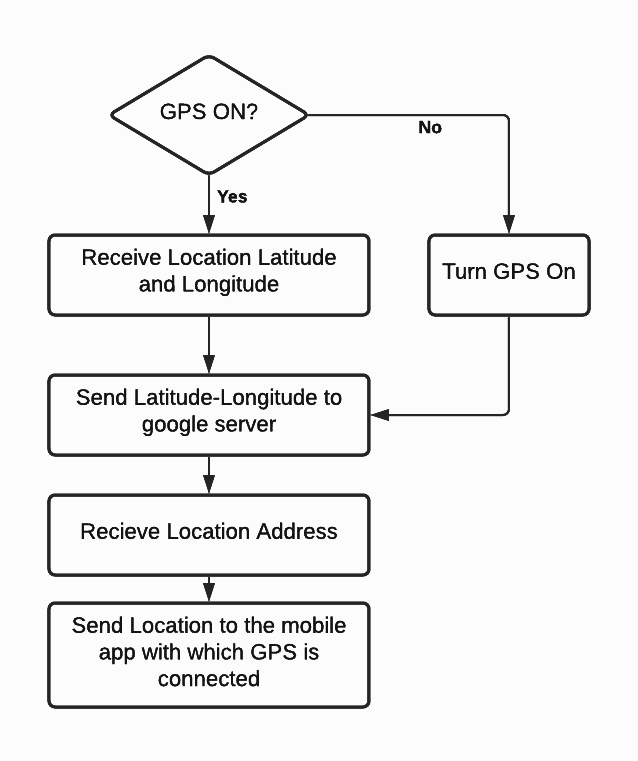 GPS ON?
No
Yes
Receive Location Latitude
and Longitude
Turn GPS On
Send Latitude-Longitude to
google server
Recieve Location Address
Send Location to the mobile
app with which GPS is
connected